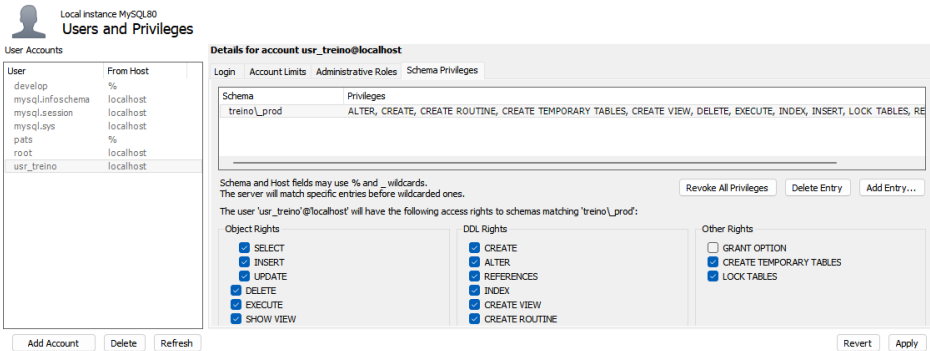 Local instance MySQL80
Users and Privileges
User Accounts
User From Host
develop %
mysql.infoschema localhost
mysql.session localhost
mysql.sys localhost
pats %
root localhost
usr_treino localhost
Add Account Delete Refresh
Details for account usr_treino@localhost
Login Account Limits Administrative Roles Schema Privileges
Schema Privileges
treino\_prod ALTER, CREATE, CREATE ROUTINE, CREATE TEMPORARY TABLES, CREATE VIEW, DELETE, EXECUTE, INDEX, INSERT, LOCK TABLES, RE
Schema and Host fields may use % and _ wildcards.
The server will match specific entries before wildcarded ones.
Revoke All Privileges Delete Entry Add Entry...
The user 'usr_treino'@'localhost' will have the following access rights to schemas matching 'treino\_prod':
Object Rights
SELECT
INSERT
UPDATE
DELETE
EXECUTE
SHOW VIEW
DDL Rights
CREATE
ALTER
REFERENCES
INDEX
CREATE VIEW
CREATE ROUTINE
Other Rights
GRANT OPTION
CREATE TEMPORARY TABLES
LOCK TABLES
Revert Apply